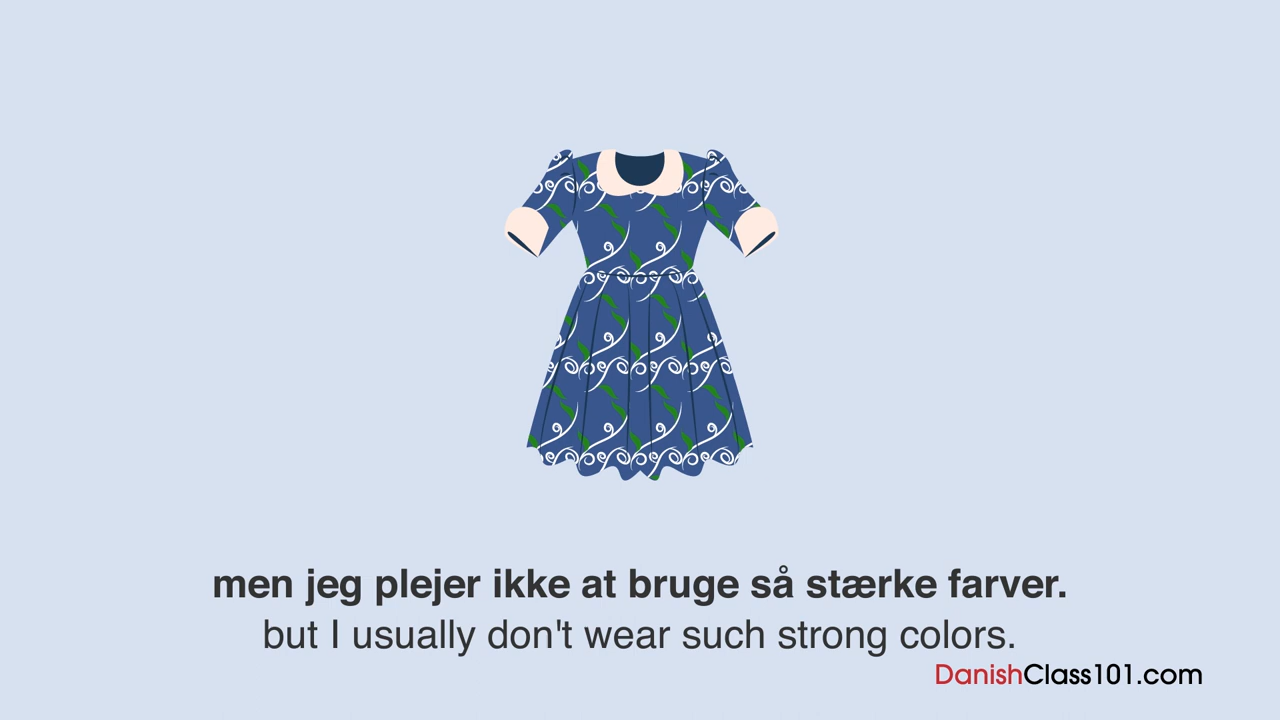 men jeg plejer ikke at bruge så stærke farver.
but I usually don't wear such strong colors.
DanishClass101.com